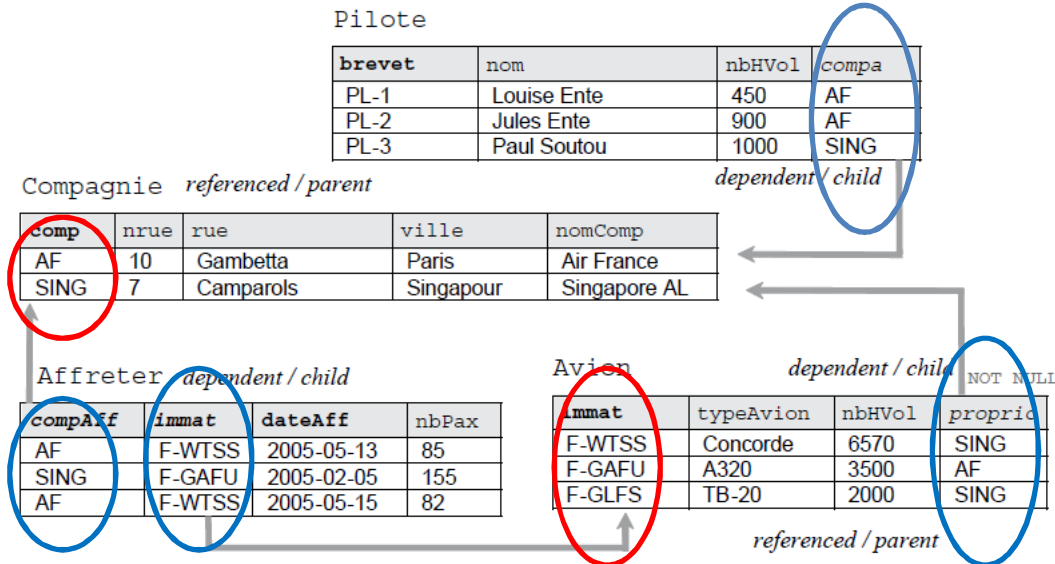 Pilote
brevet nom nbHVol compa
PL-1 Louise Ente 450 AF
PL-2 Jules Ente 900 AF
PL-3 Paul Soutou 1000 SING
dependent / child
Compagnie referenced / parent
comp nrue rue ville nomComp
AF 10 Gambetta Paris Air France
SING 7 Camparols Singapour Singapore AL
Affreter dependent / child
compAff immat dateAff nbPax
AF F-WTSS 2005-05-13 85
SING F-GAFU 2005-02-05 155
AF F-WTSS 2005-05-15 82
Avion dependent / child
NOT NULL
immat typeAvion nbHVol proprio
F-WTSS Concorde 6570 SING
F-GAFU A320 3500 AF
F-GLFS TB-20 2000 SING
referenced / parent